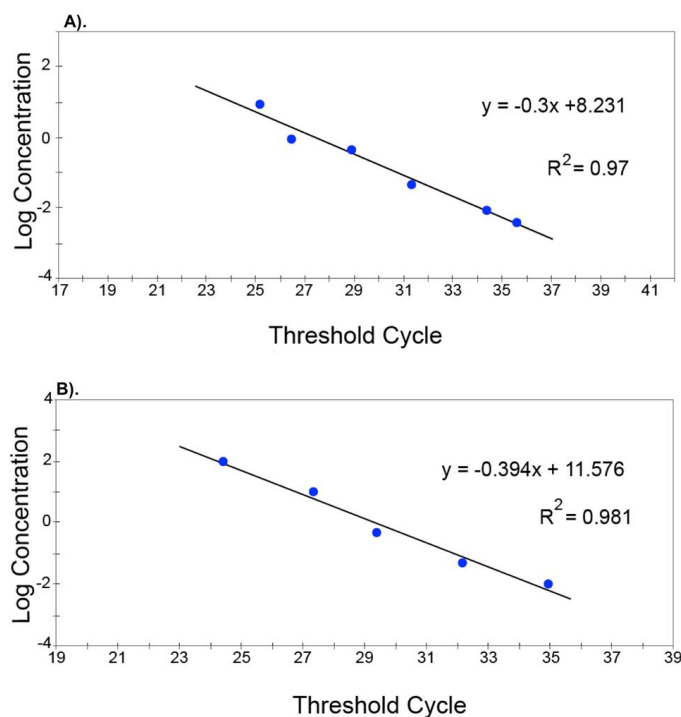 A).
Log Concentration
2
0
-2
-4
y = -0.3x +8.231
R2 = 0.97
17 19 21 23 25 27 29 31 33 35 37 39 41
Threshold Cycle
B).
Log Concentration
4
2
0
-2
-4
y = -0.394x + 11.576
R2 = 0.981
19 21 23 25 27 29 31 33 35 37 39
Threshold Cycle